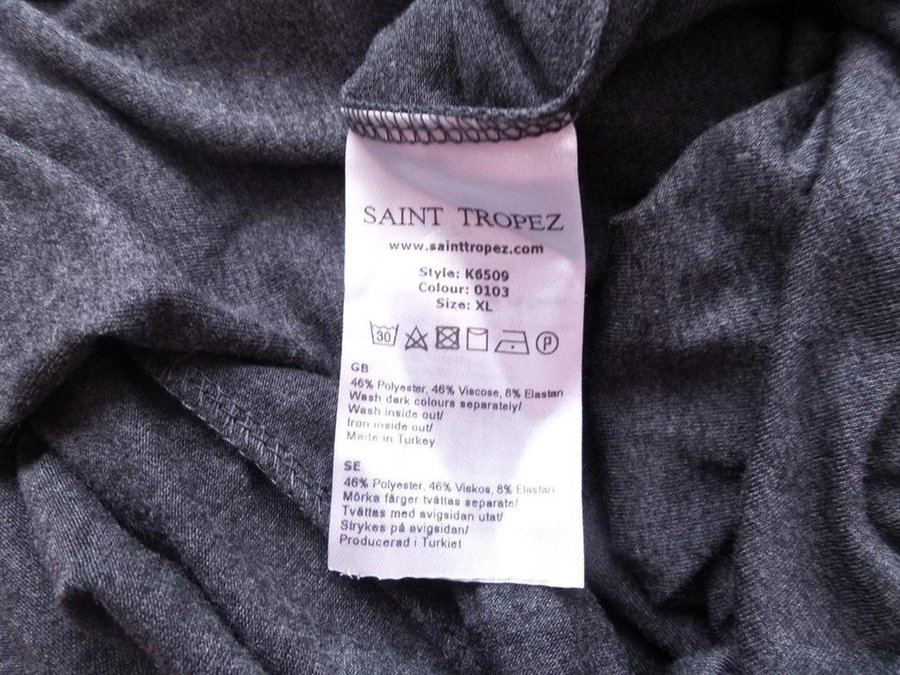 SAINT TROPEZ
www.sainttropez.com
Style: K6509
Colour: 0103
Size: XL
30 P
GB
46% Polyester, 46% Viscose, 8% Elastan
Wash dark colours separately/
Wash inside out/
Iron inside out/
Made in Turkey
SE
46% Polyester, 46% Viskos, 8% Elastan
Mörka färger tvättas separate/
Tvättas med avigsidan utat/
Strykes på avigsidan/
Producerad i Turkiet